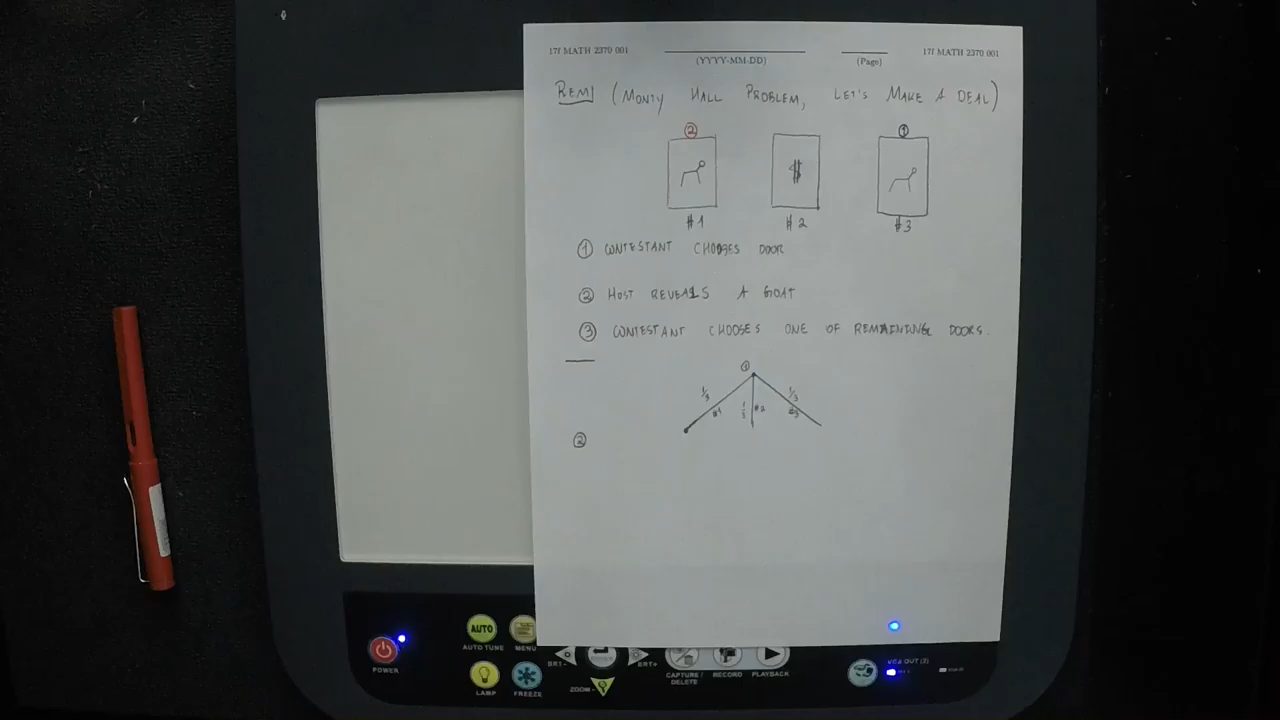 17f MATH 2370 001 17f MATH 2370 001
(YYYY-MM-DD) (Page)
REM (MONTY HALL PROBLEM, LET'S MAKE A DEAL)
② ①
$
#1 #2 #3
① CONTESTANT CHOOSES DOOR
② HOST REVEALS A GOAT
③ CONTESTANT CHOOSES ONE OF REMAINING DOORS.
①
1/3 1/3 1/3
#1 #2 #3
②
AUTO
AUTO TUNE MENU
POWER
BRT- BRT+
LAMP FREEZE ZOOM
CAPTURE / DELETE RECORD PLAYBACK